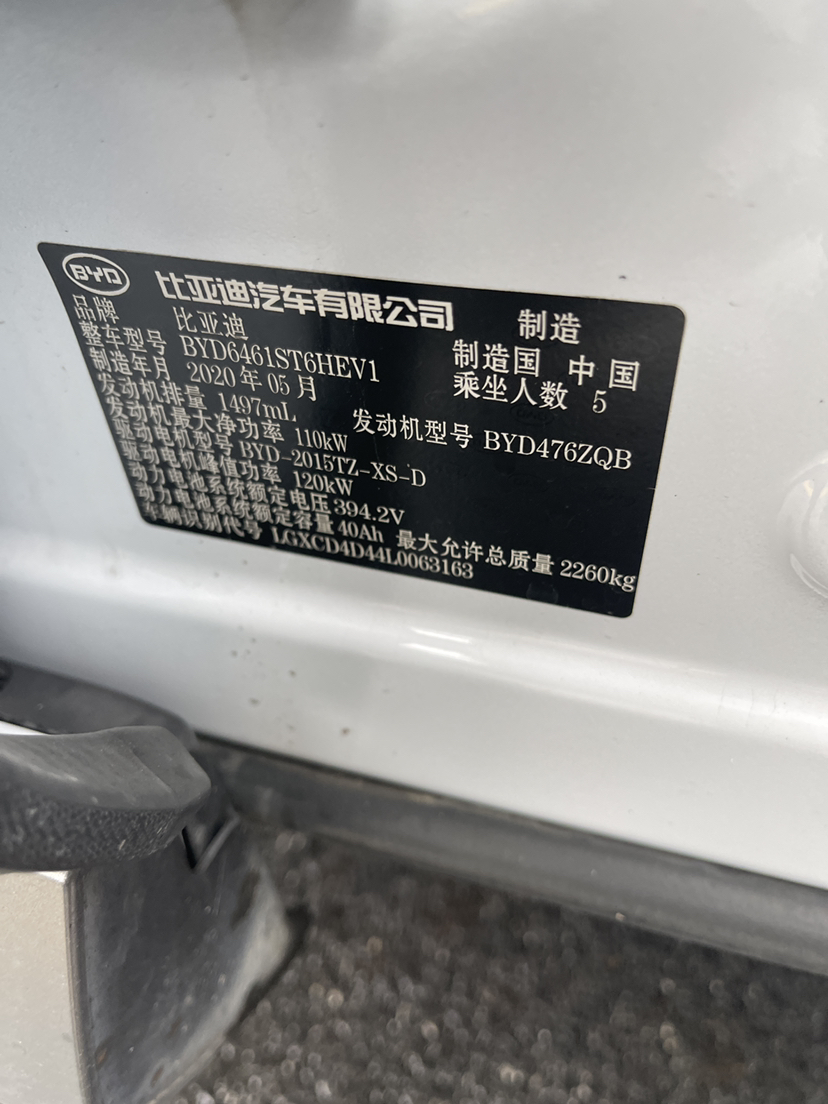 BYD 比亚迪汽车有限公司 制造
品牌 比亚迪 制造国 中国
整车型号 BYD6461ST6HEV1 乘坐人数 5
制造年月 2020年05月
发动机排量 1497mL 发动机型号 BYD476ZQB
发动机最大净功率 110kW
驱动电机型号 BYD-2015TZ-XS-D
驱动电机峰值功率 120kW
动力电池系统额定电压 394.2V
动力电池系统额定容量 40Ah 最大允许总质量 2260kg
车辆识别代号 LGXCD4D44L0063163